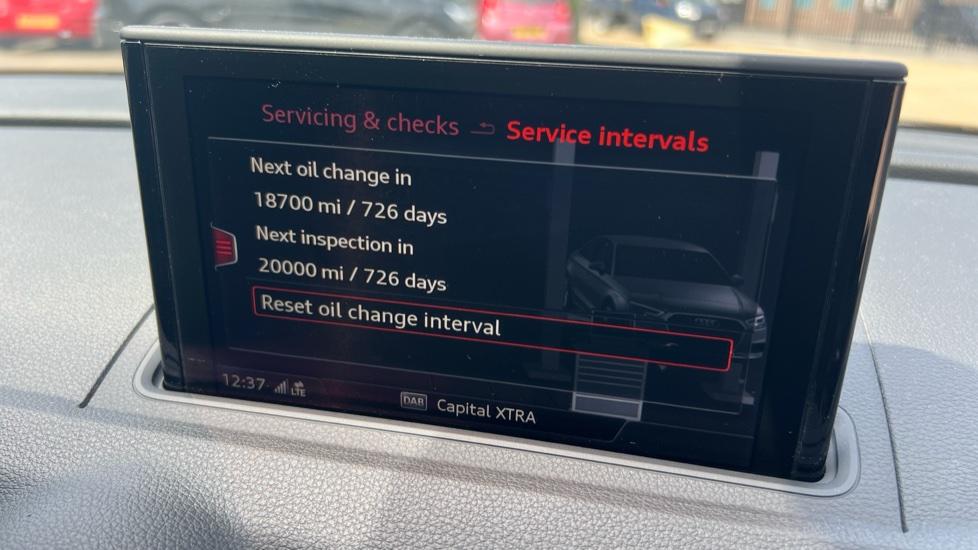 Servicing & checks Service intervals
Next oil change in
18700 mi / 726 days
Next inspection in
20000 mi / 726 days
Reset oil change interval
12:37 LTE DAB Capital XTRA